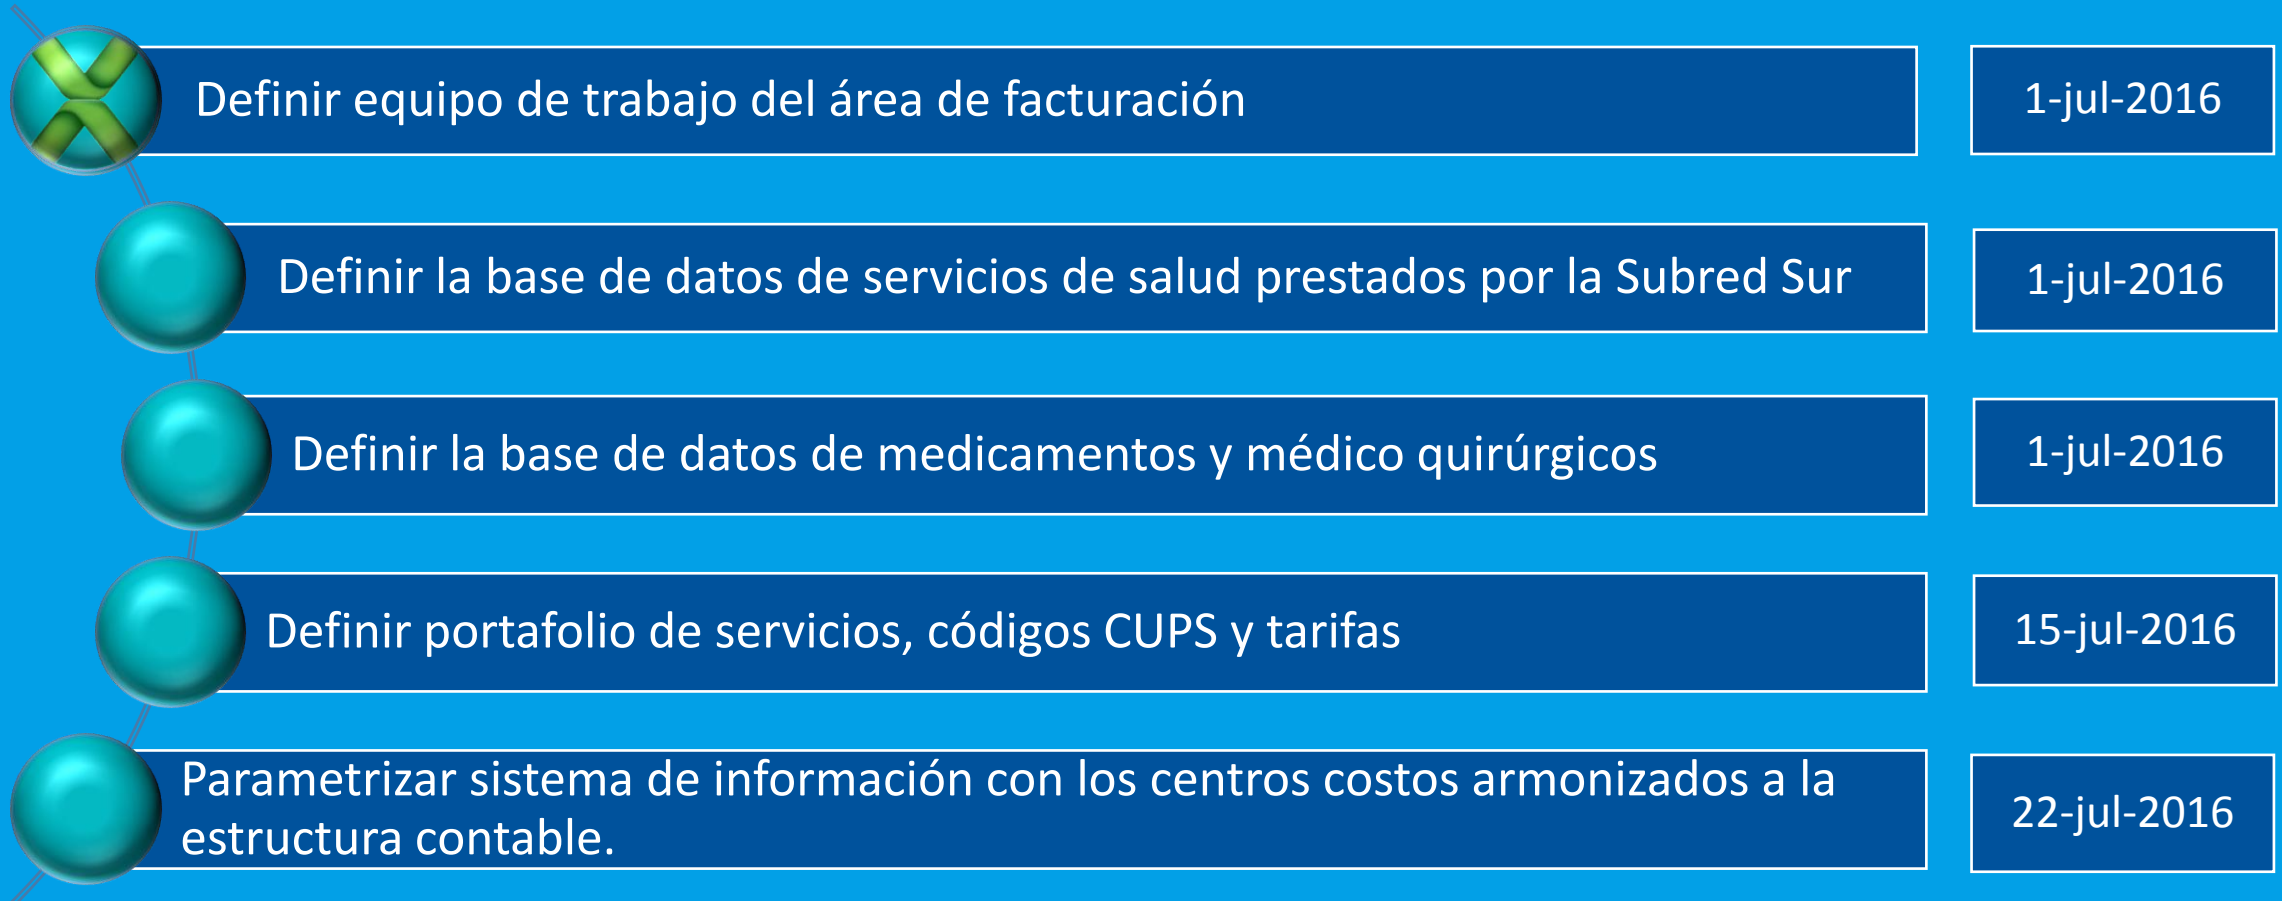 Definir equipo de trabajo del área de facturación
1-jul-2016
Definir la base de datos de servicios de salud prestados por la Subred Sur
1-jul-2016
Definir la base de datos de medicamentos y médico quirúrgicos
1-jul-2016
Definir portafolio de servicios, códigos CUPS y tarifas
15-jul-2016
Parametrizar sistema de información con los centros costos armonizados a la
estructura contable.
22-jul-2016